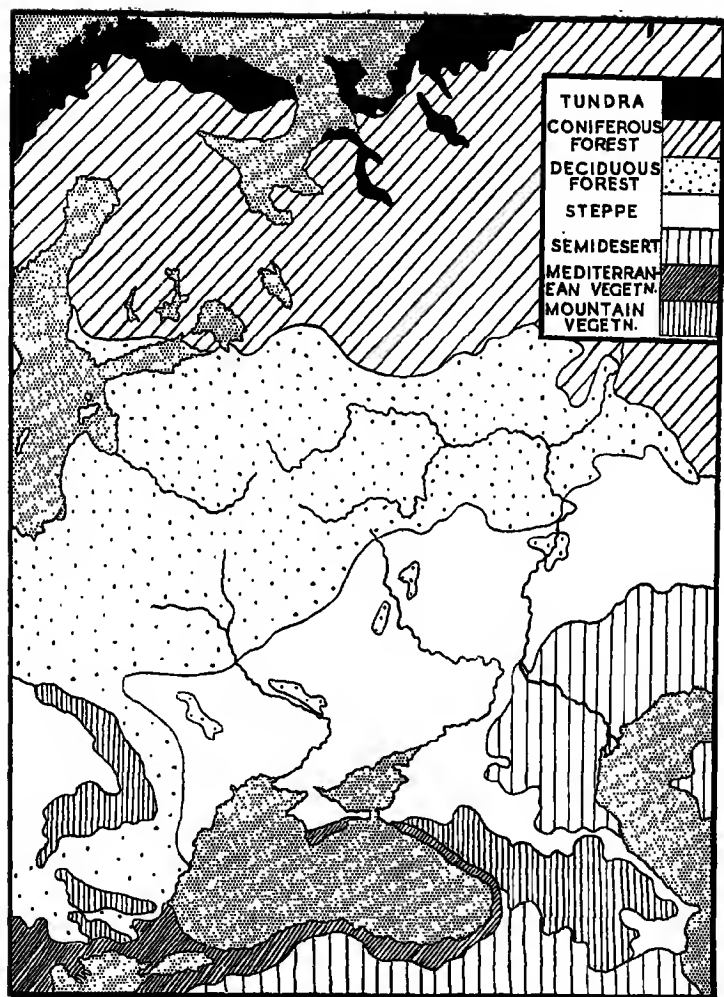 TUNDRA
CONIFEROUS
FOREST
DECIDUOUS
FOREST
STEPPE
SEMIDESERT
MEDITERRAN-
EAN VEGETN.
MOUNTAIN
VEGETN.